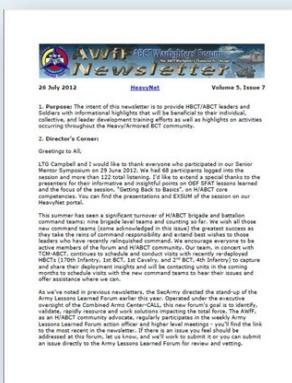 AWfF ABCT Warfighters' Forum
Newsletter
26 July 2012 HeavyNet Volume 5, Issue 7
1. Purpose: The intent of this newsletter is to provide HBCT/ABCT leaders and
Soldiers with informational highlights that will be beneficial to their individual,
collective, and leader development training efforts as well as highlights on activities
occurring throughout the Heavy/Armored BCT community.
2. Director's Corner:
Greetings to All,
LTG Campbell and I would like to thank everyone who participated in our Senior
Mentor Symposium on 29 June 2012. We had 68 participants logged into the
session and more than 122 total listening. I'd like to extend a special thanks to the
presenters for their informative and insightful points on OEF SFAT lessons learned
and the focus of the session, "Getting Back to Basics", on H/ABCT core
competencies. You can find the presentations and EXSUM of the session on our
HeavyNet portal.
This summer has seen a significant turnover of H/ABCT brigade and battalion
command teams; nine brigade level teams and counting so far. We wish all those
new command teams (some acknowledged in this issue) the greatest success as
they take the reins of command responsibility and extend best wishes to those
leaders who have recently relinquished command. We encourage everyone to be
active members of the forum and H/ABCT community. Our team, in concert with
TCM-ABCT, continues to schedule and conduct visits with recently re-deployed
HBCTs (170th Infantry, 1st BCT, 1st Cavalry, and 2nd BCT, 4th Infantry) to capture
and share their deployment insights and will be contacting units in the coming
months to schedule visits with the new command teams to hear their issues and
offer assistance where we can.
As we've noted in previous newsletters, the SecArmy directed the stand-up of the
Army Lessons Learned Forum earlier this year. Operated under the executive
oversight of the Combined Arms Center-CALL, this new forum's goal is to identify,
validate, rapidly resource and work solutions impacting the total force. The AWfF,
as an H/ABCT community advocate, regularly participates in the weekly Army
Lessons Learned Forum action officer and higher level meetings – you'll find the link
to the most recent in the newsletter. If there is an issue you feel should be
addressed at this forum, let us know, and we'll work to submit it or you can submit
an issue directly to the Army Lessons Learned Forum for review and vetting.